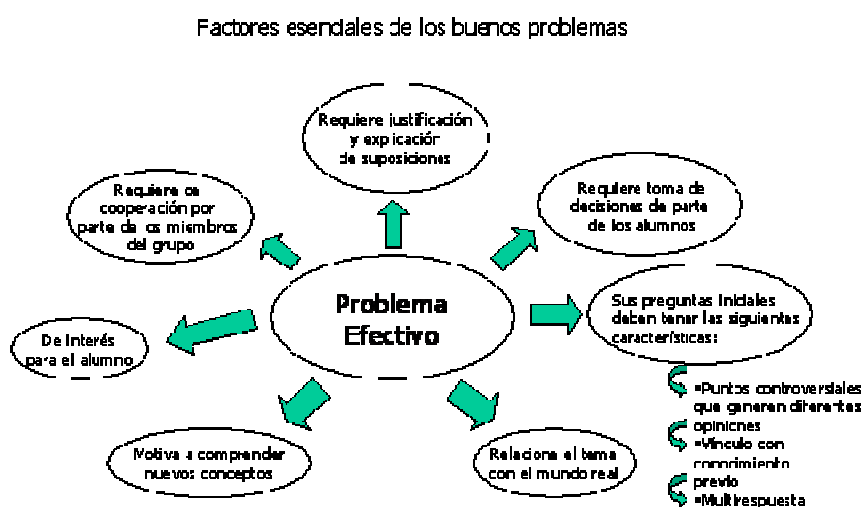 Factores esenciales de los buenos problemas
Requiere justificación
y explicación
de suposiciones
Requiere de
cooperación por
parte de los miembros
del grupo
Requiere toma de
decisiones de parte
de los alumnos
Problema
Efectivo
Sus preguntas iniciales
deben tener las siguientes
características:
De interés
para el alumno
•Puntos controversiales
que generen diferentes
opiniones
•Vínculo con
conocimiento
previo
•Multirespuesta
Motiva a comprender
nuevos conceptos
Relacione el tema
con el mundo real